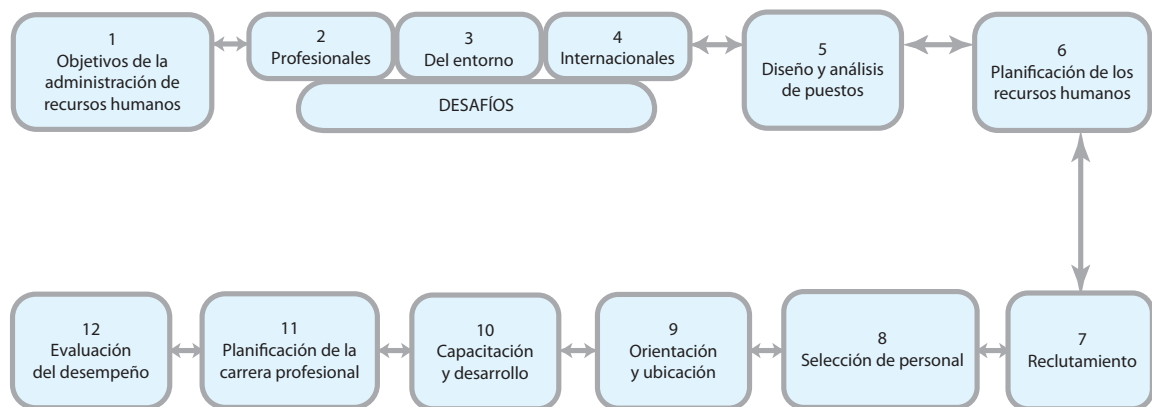 1
Objetivos de la
administración de
recursos humanos
2
Profesionales
3
Del entorno
4
Internacionales
DESAFÍOS
5
Diseño y análisis
de puestos
6
Planificación de los
recursos humanos
12
Evaluación
del desempeño
11
Planificación de la
carrera profesional
10
Capacitación
y desarrollo
9
Orientación
y ubicación
8
Selección de personal
7
Reclutamiento